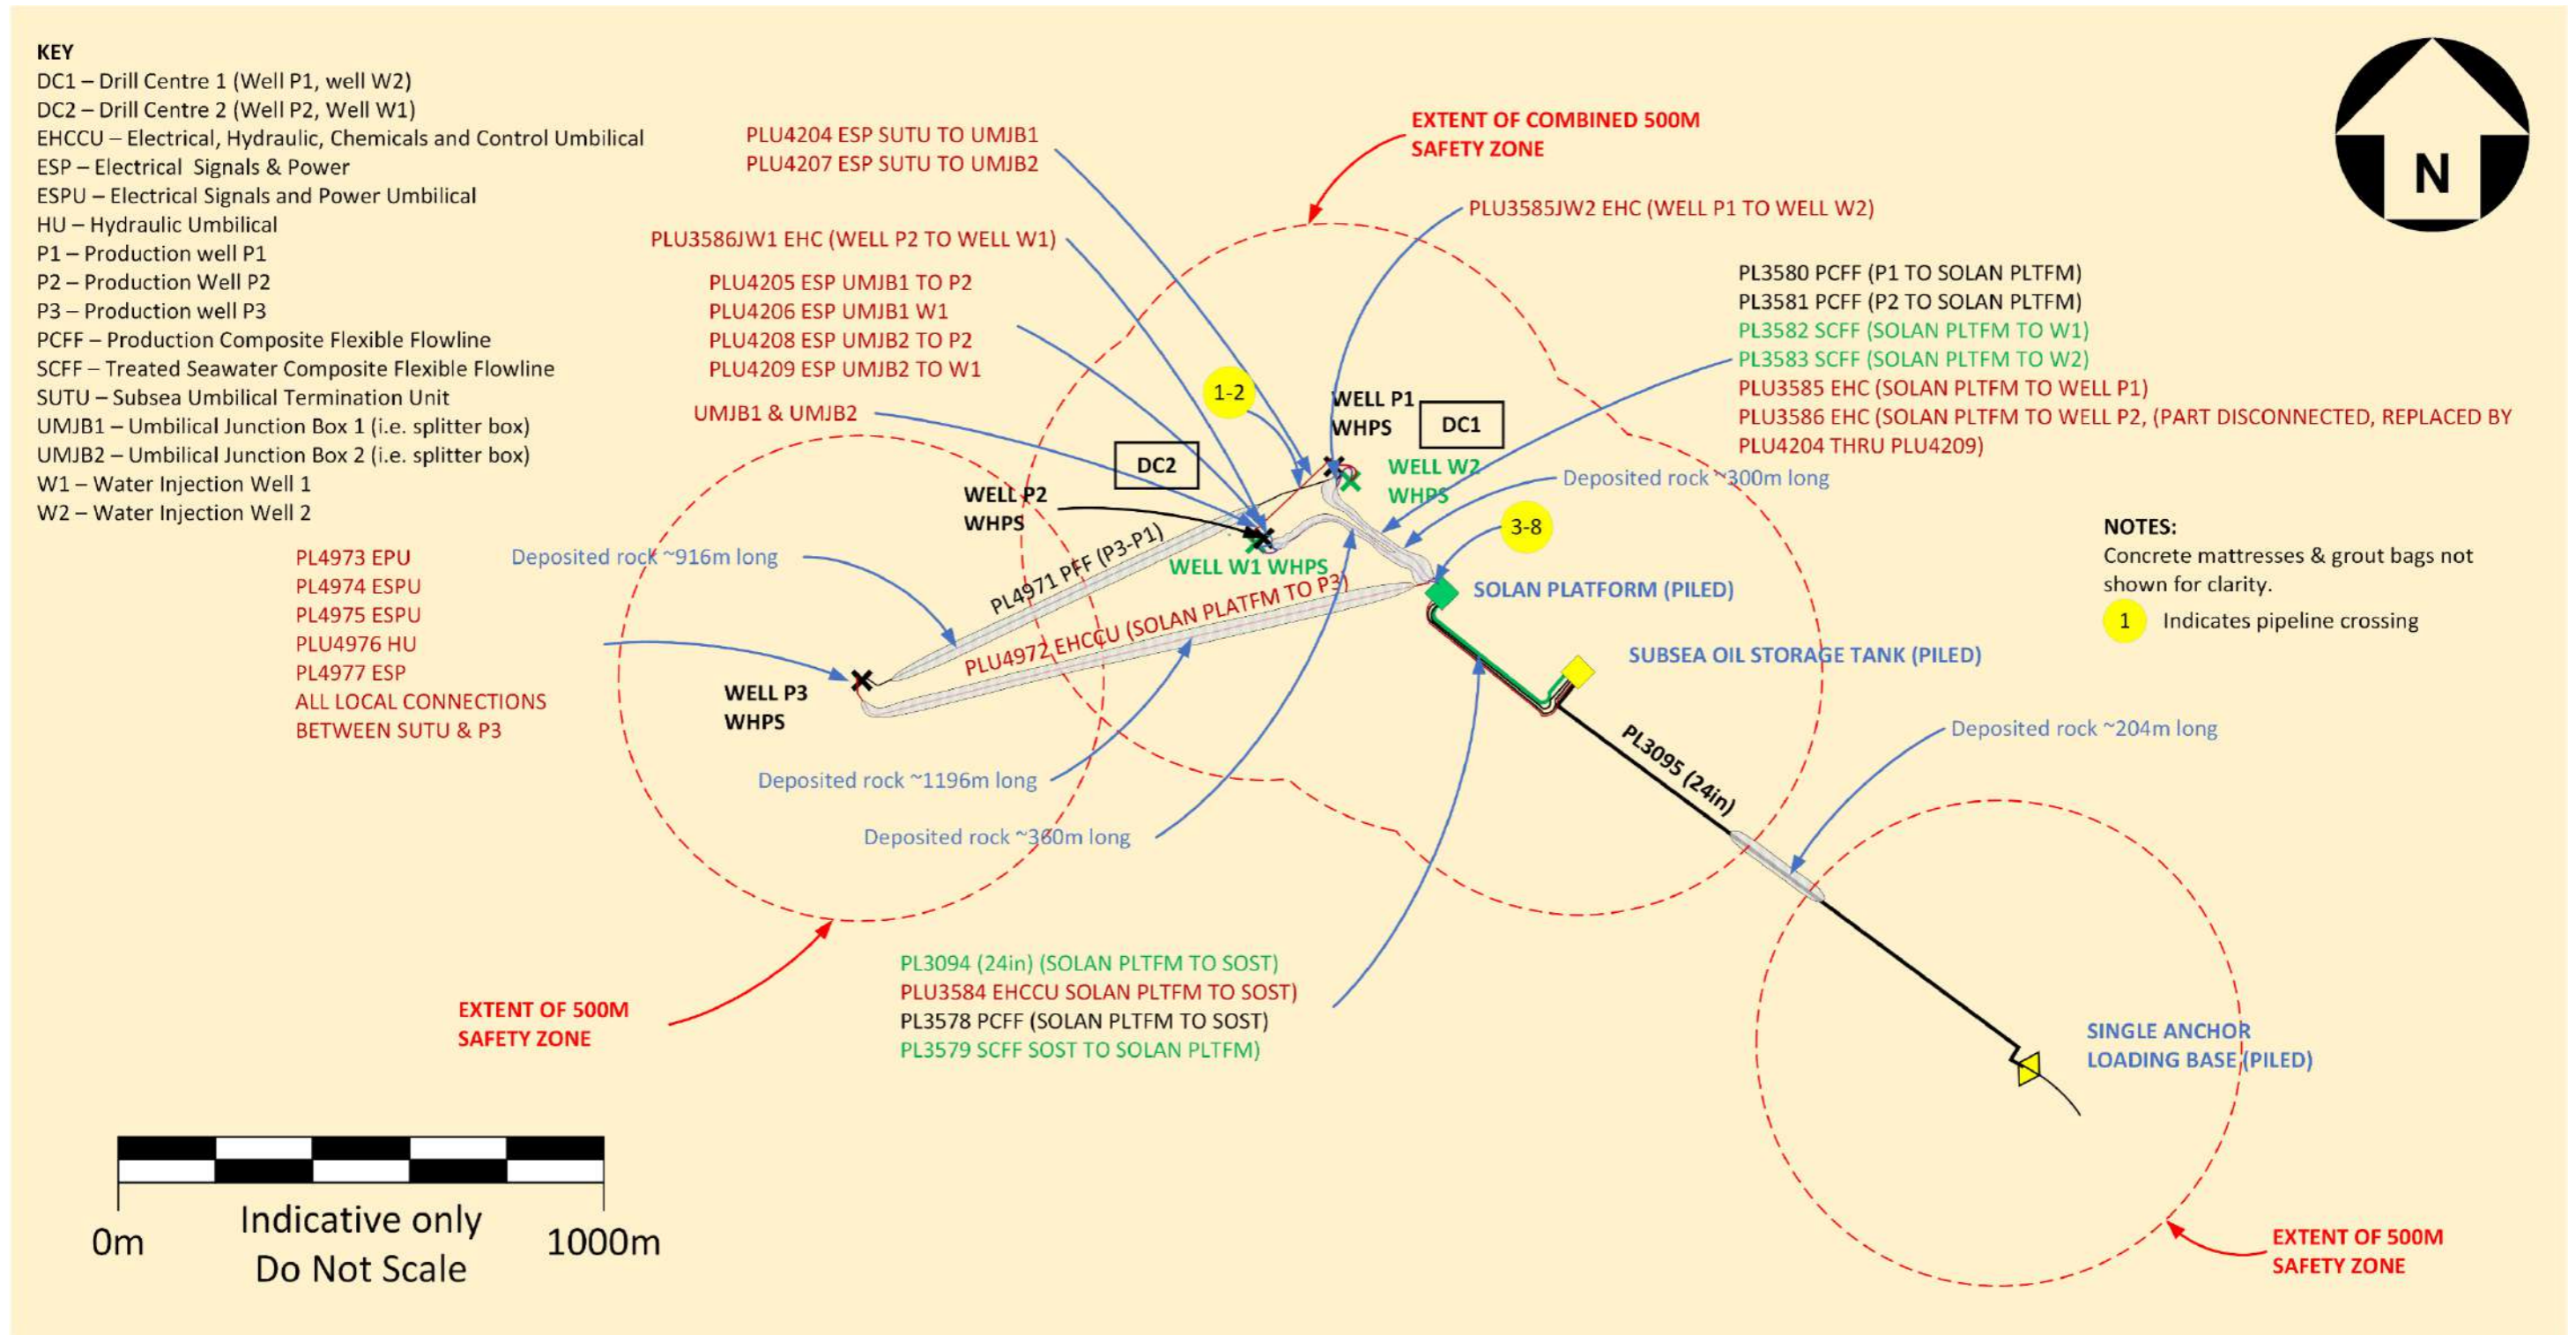 KEY
DC1 – Drill Centre 1 (Well P1, well W2)
DC2 – Drill Centre 2 (Well P2, Well W1)
EHCCU – Electrical, Hydraulic, Chemicals and Control Umbilical
ESP – Electrical Signals & Power
ESPU – Electrical Signals and Power Umbilical
HU – Hydraulic Umbilical
P1 – Production well P1
P2 – Production Well P2
P3 – Production well P3
PCFF – Production Composite Flexible Flowline
SCFF – Treated Seawater Composite Flexible Flowline
SUTU – Subsea Umbilical Termination Unit
UMJB1 – Umbilical Junction Box 1 (i.e. splitter box)
UMJB2 – Umbilical Junction Box 2 (i.e. splitter box)
W1 – Water Injection Well 1
W2 – Water Injection Well 2
PLU4204 ESP SUTU TO UMJB1
PLU4207 ESP SUTU TO UMJB2
PLU3586JW1 EHC (WELL P2 TO WELL W1)
PLU4205 ESP UMJB1 TO P2
PLU4206 ESP UMJB1 W1
PLU4208 ESP UMJB2 TO P2
PLU4209 ESP UMJB2 TO W1
UMJB1 & UMJB2
EXTENT OF COMBINED 500M
SAFETY ZONE
PLU3585JW2 EHC (WELL P1 TO WELL W2)
N
PL3580 PCFF (P1 TO SOLAN PLTFM)
PL3581 PCFF (P2 TO SOLAN PLTFM)
PL3582 SCFF (SOLAN PLTFM TO W1)
PL3583 SCFF (SOLAN PLTFM TO W2)
PLU3585 EHC (SOLAN PLTFM TO WELL P1)
PLU3586 EHC (SOLAN PLTFM TO WELL P2, (PART DISCONNECTED, REPLACED BY
PLU4204 THRU PLU4209)
1-2
WELL P1
WHPS
DC1
DC2
WELL W2
WHPS
Deposited rock ~300m long
WELL P2
WHPS
3-8
NOTES:
Concrete mattresses & grout bags not
shown for clarity.
1 Indicates pipeline crossing
PL4973 EPU
PL4974 ESPU
PL4975 ESPU
PLU4976 HU
PL4977 ESP
ALL LOCAL CONNECTIONS
BETWEEN SUTU & P3
Deposited rock ~916m long
PL4971 PFF (P3-P1)
WELL W1 WHPS
PLU4972 EHCCU (SOLAN PLATFM TO P3)
SOLAN PLATFORM (PILED)
SUBSEA OIL STORAGE TANK (PILED)
WELL P3
WHPS
PL3095 (24in)
Deposited rock ~204m long
Deposited rock ~1196m long
Deposited rock ~360m long
PL3094 (24in) (SOLAN PLTFM TO SOST)
PLU3584 EHCCU SOLAN PLTFM TO SOST)
PL3578 PCFF (SOLAN PLTFM TO SOST)
PL3579 SCFF SOST TO SOLAN PLTFM)
EXTENT OF 500M
SAFETY ZONE
SINGLE ANCHOR
LOADING BASE (PILED)
0m
Indicative only
Do Not Scale
1000m
EXTENT OF 500M
SAFETY ZONE